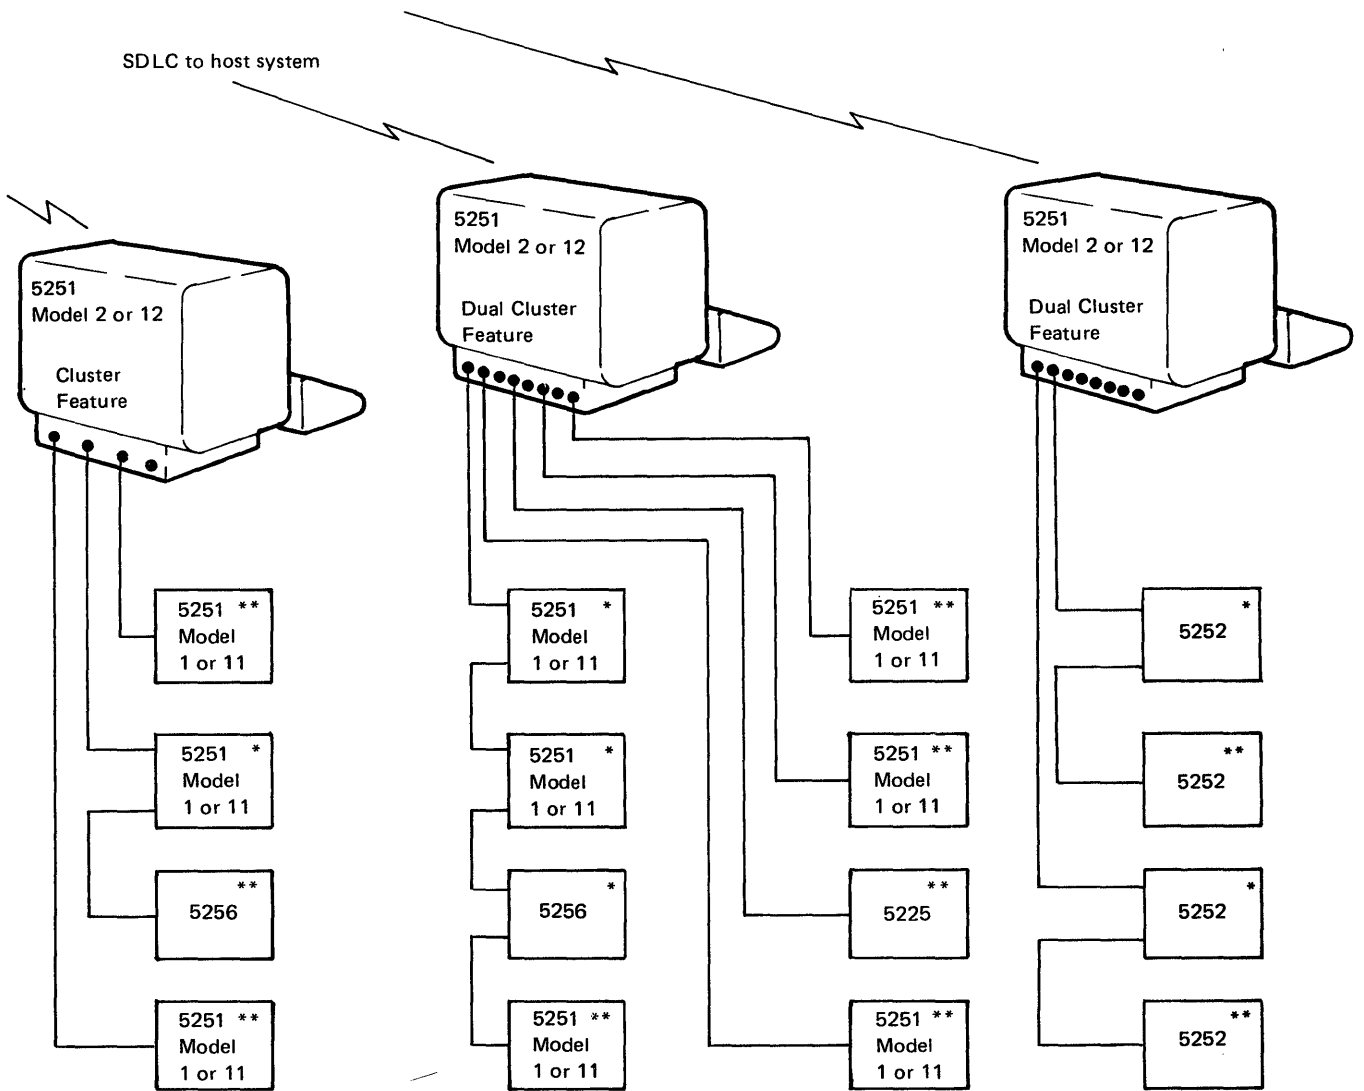 SDLC to host system
5251
Model 2 or 12
Cluster
Feature
5251
Model 2 or 12
Dual Cluster
Feature
5251
Model 2 or 12
Dual Cluster
Feature
5251 **
Model
1 or 11
5251 *
Model
1 or 11
5256 **
5251 **
Model
1 or 11
5251 *
Model
1 or 11
5251 *
Model
1 or 11
5256 *
5251 **
Model
1 or 11
5251 **
Model
1 or 11
5251 **
Model
1 or 11
**
5225
5251 **
Model
1 or 11
*
5252
**
5252
*
5252
**
5252